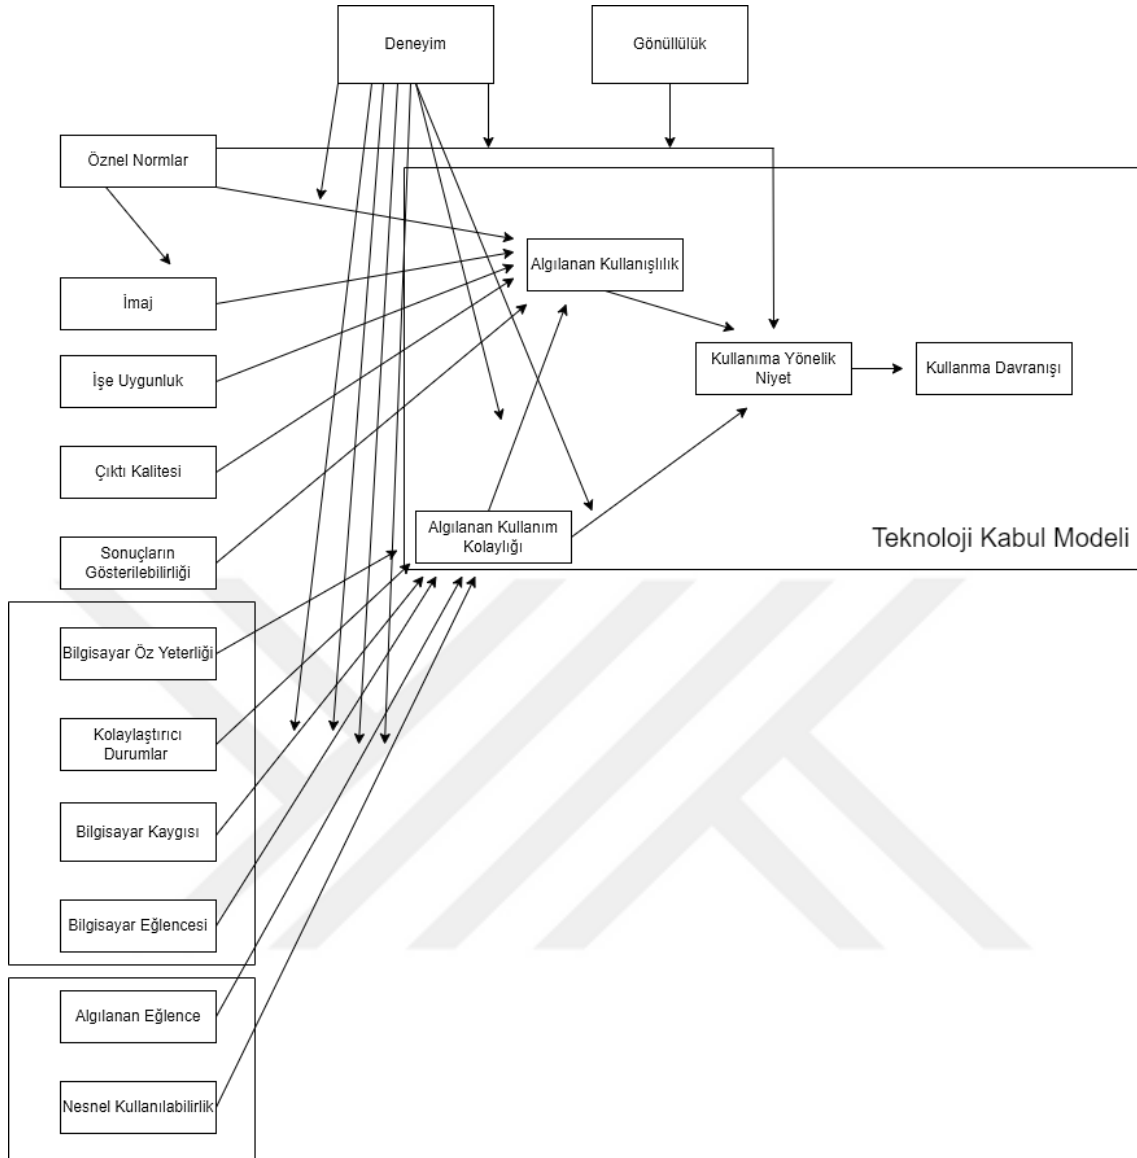 Deneyim
Gönüllülük
Öznel Normlar
Algılanan Kullanışlılık
İmaj
Kullanıma Yönelik
Niyet
Kullanma Davranışı
İşe Uygunluk
Çıktı Kalitesi
Algılanan Kullanım
Kolaylığı
Teknoloji Kabul Modeli
Sonuçların
Gösterilebilirliği
Bilgisayar Öz Yeterliği
Kolaylaştırıcı
Durumlar
Bilgisayar Kaygısı
Bilgisayar Eğlencesi
Algılanan Eğlence
Nesnel Kullanılabilirlik